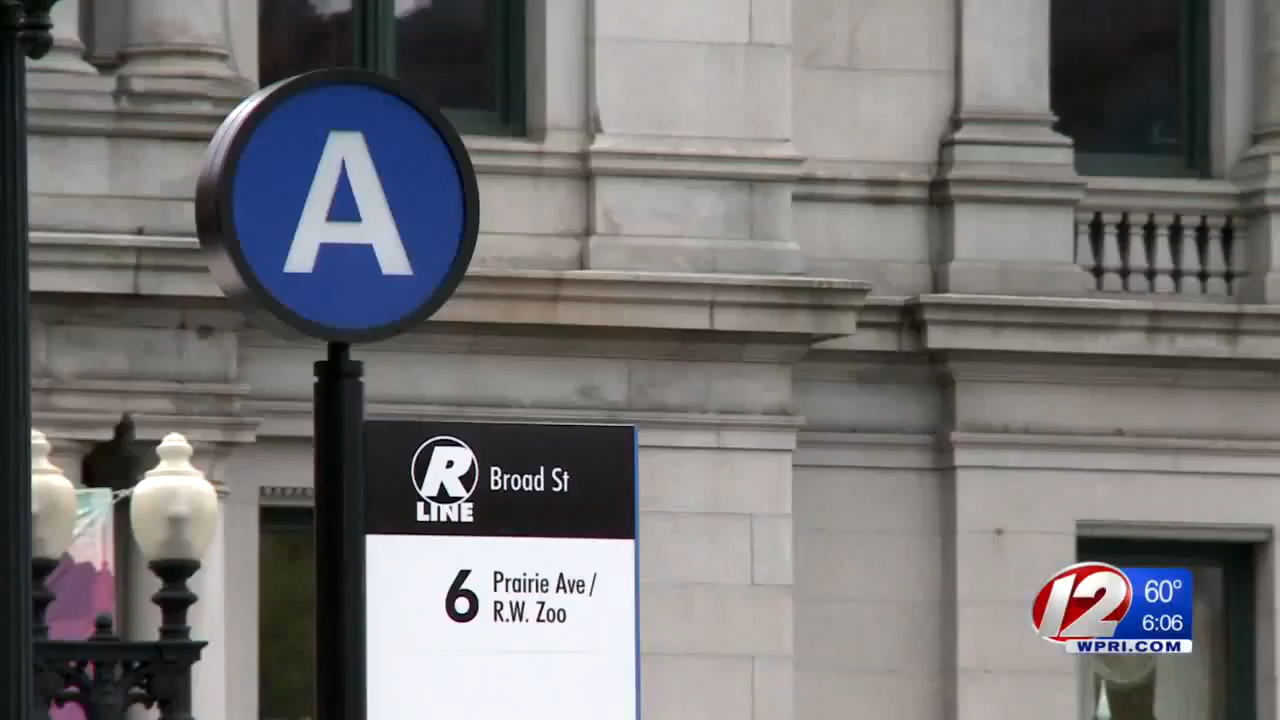 A
R
LINE
Broad St
6
Prairie Ave /
R.W. Zoo
12
60°
6:06
WPRI.COM